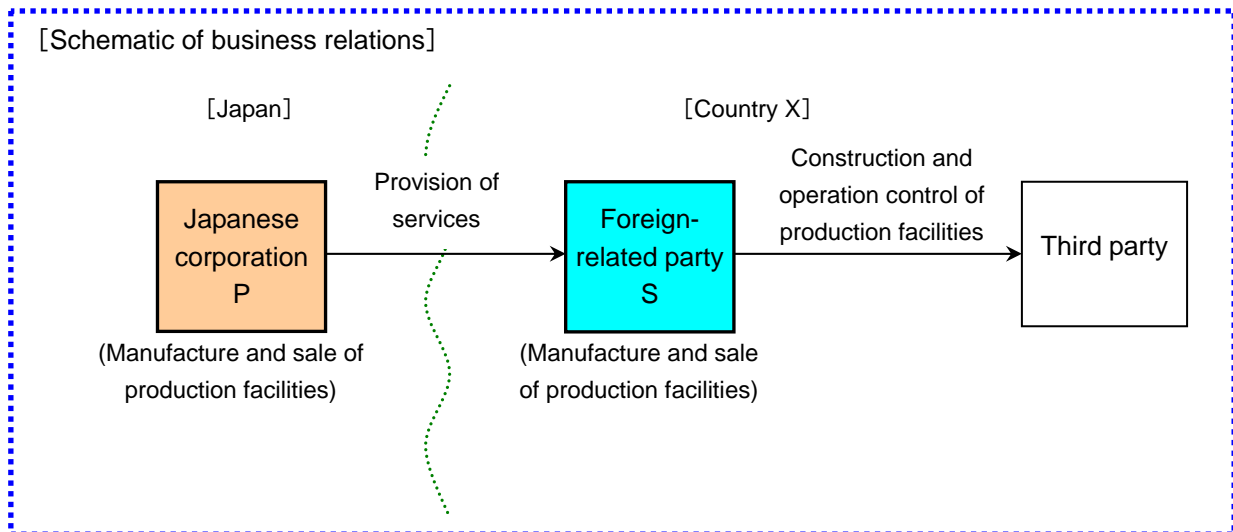 ［Schematic of business relations］
［Japan］
［Country X］
Provision of
services
Construction and
operation control of
production facilities
Japanese
corporation
P
Foreign-
related party
S
Third party
(Manufacture and sale of
production facilities)
(Manufacture and sale
of production facilities)